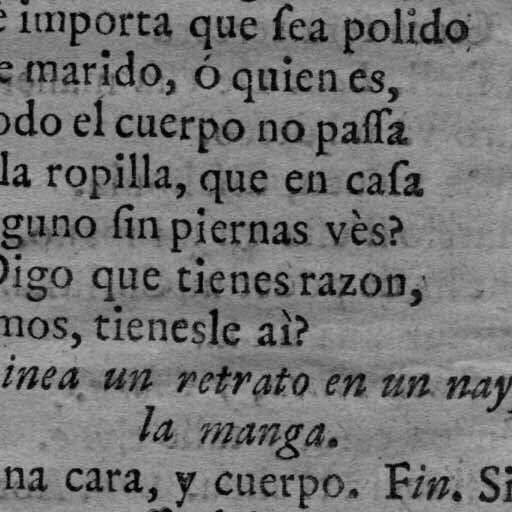 è importa que ſea polido
e marido, ó quien es,
odo el cuerpo no paſſa
la ropilla, que en caſa
guno ſin piernas vès?
Digo que tienes razon,
mos, tienesle aì?
inea un retrato en un nay
la manga.
na cara, y cuerpo. Fin. Si